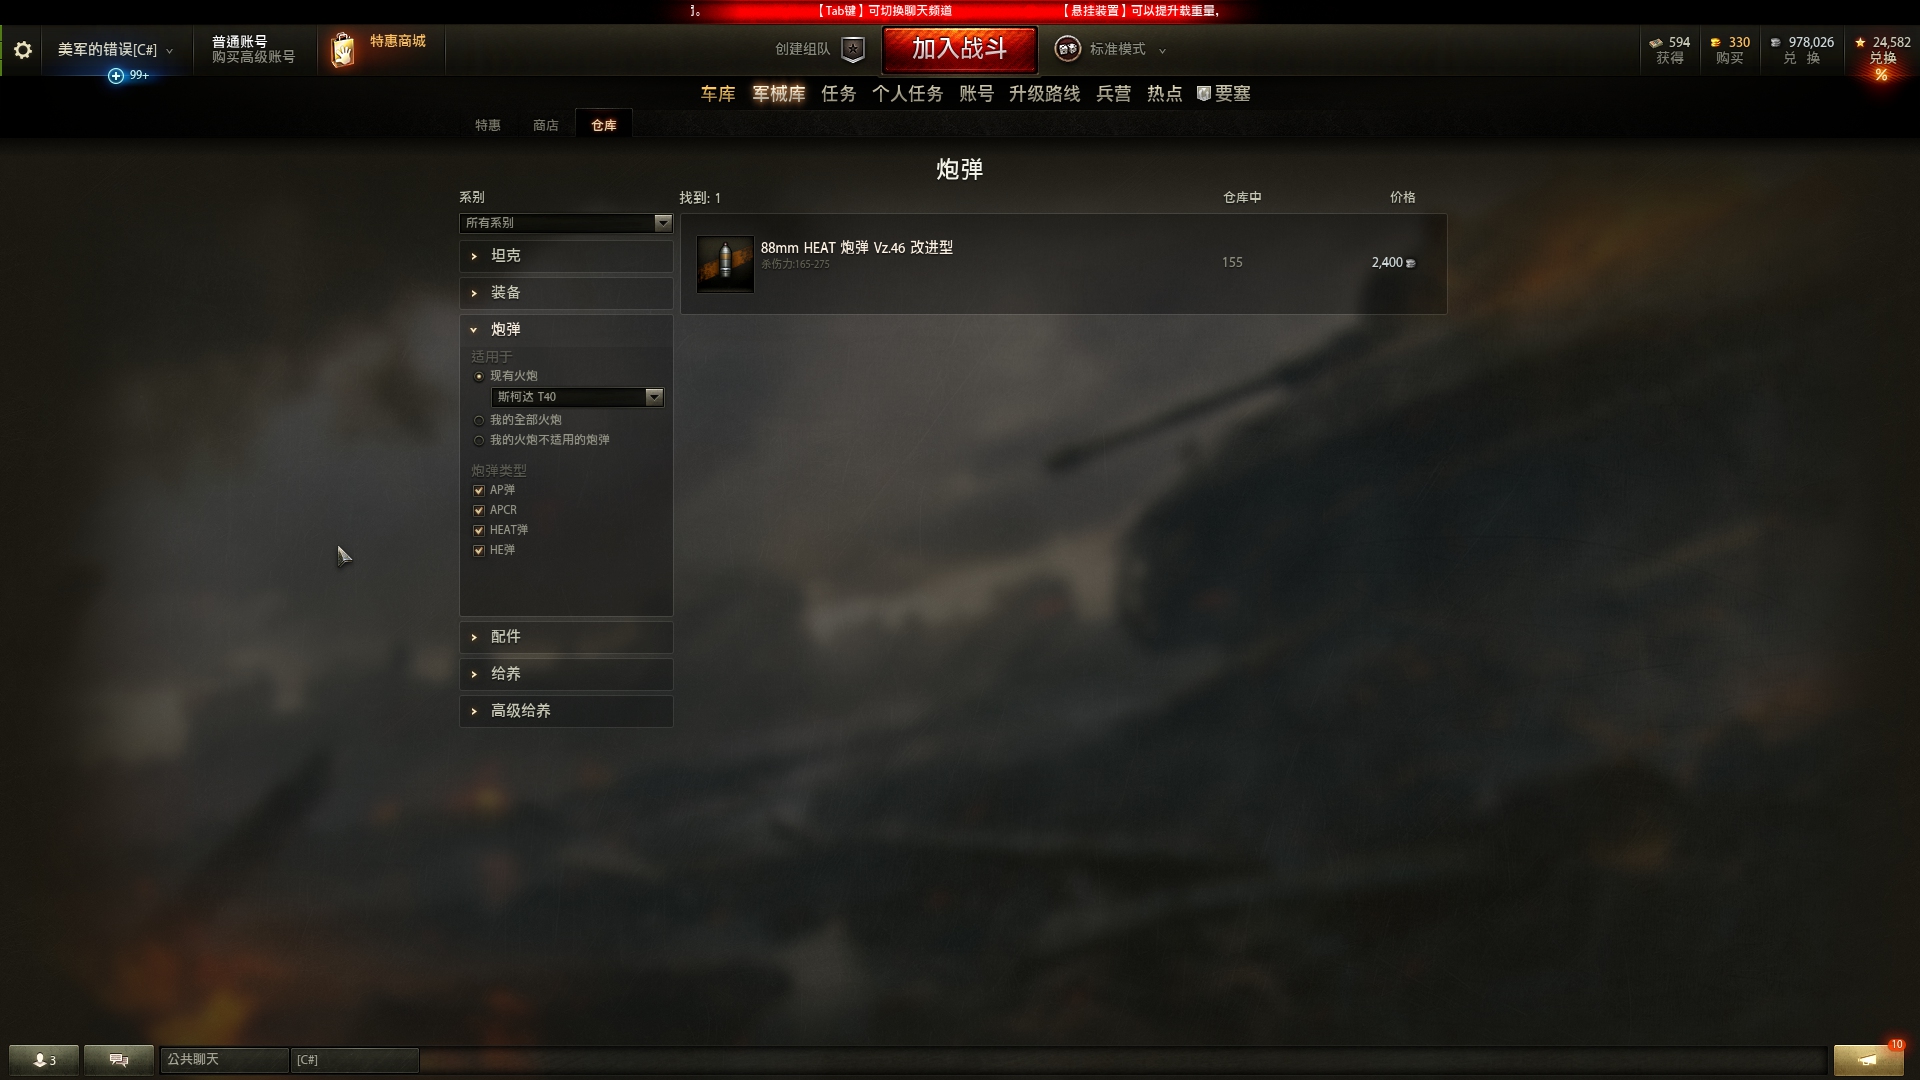 。 【Tab键】可切换聊天频道 【悬挂装置】可以提升载重量，
美军的错误[C#]
99+
普通账号
购买高级账号
特惠商城
创建组队
加入战斗
标准模式
594
获得
330
购买
978,026
兑 换
24,582
兑换
%
车库 军械库 任务 个人任务 账号 升级路线 兵营 热点 要塞
特惠 商店 仓库
炮弹
系别 找到: 1 仓库中 价格
所有系别
坦克
装备
炮弹
适用于
现有火炮
斯柯达 T40
我的全部火炮
我的火炮不适用的炮弹
炮弹类型
AP弹
APCR
HEAT弹
HE弹
配件
给养
高级给养
88mm HEAT 炮弹 Vz.46 改进型
杀伤力:165-275
155
2,400
3
公共聊天
[C#]
10